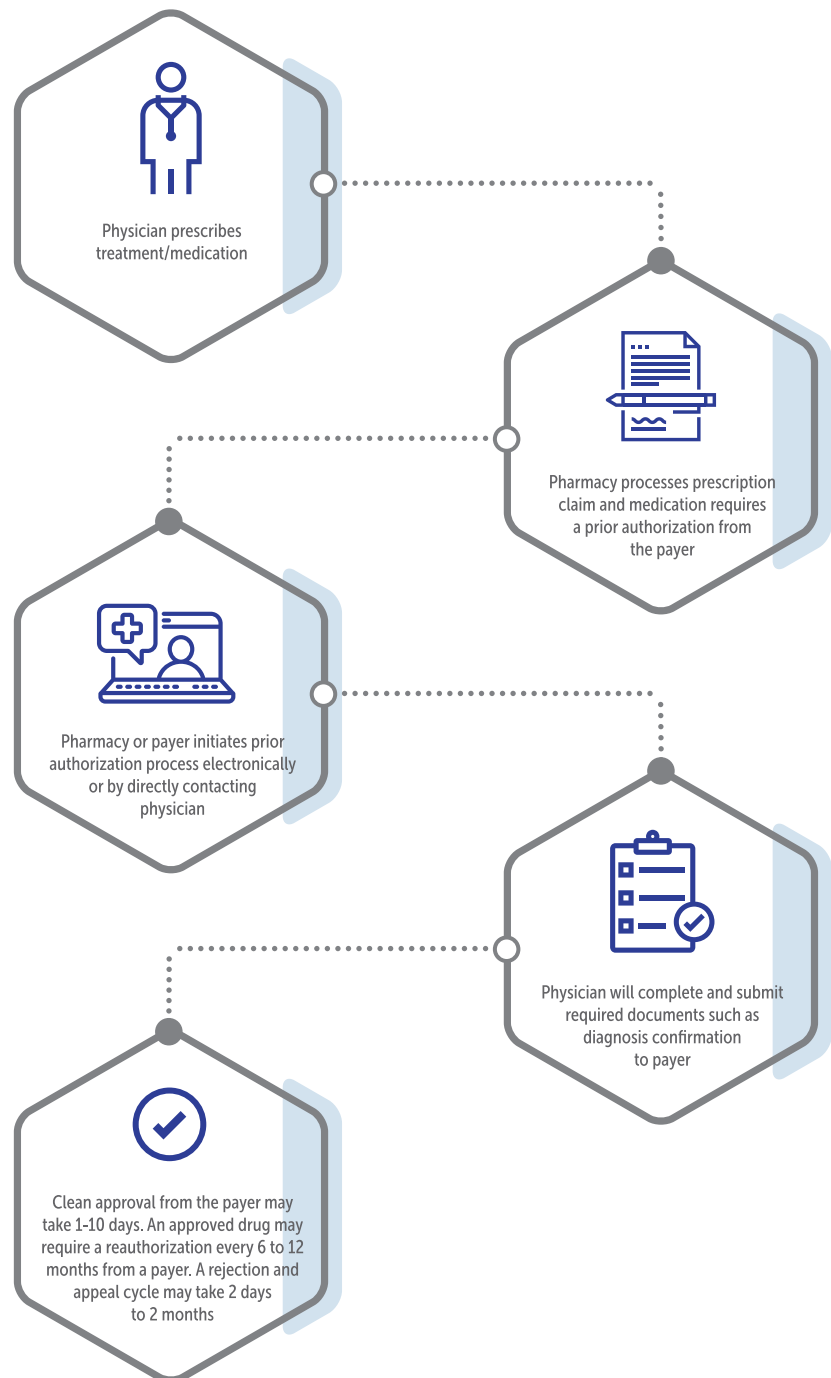 Physician prescribes
treatment/medication
Pharmacy processes prescription
claim and medication requires
a prior authorization from
the payer
Pharmacy or payer initiates prior
authorization process electronically
or by directly contacting
physician
Physician will complete and submit
required documents such as
diagnosis confirmation
to payer
Clean approval from the payer may
take 1-10 days. An approved drug may
require a reauthorization every 6 to 12
months from a payer. A rejection and
appeal cycle may take 2 days
to 2 months